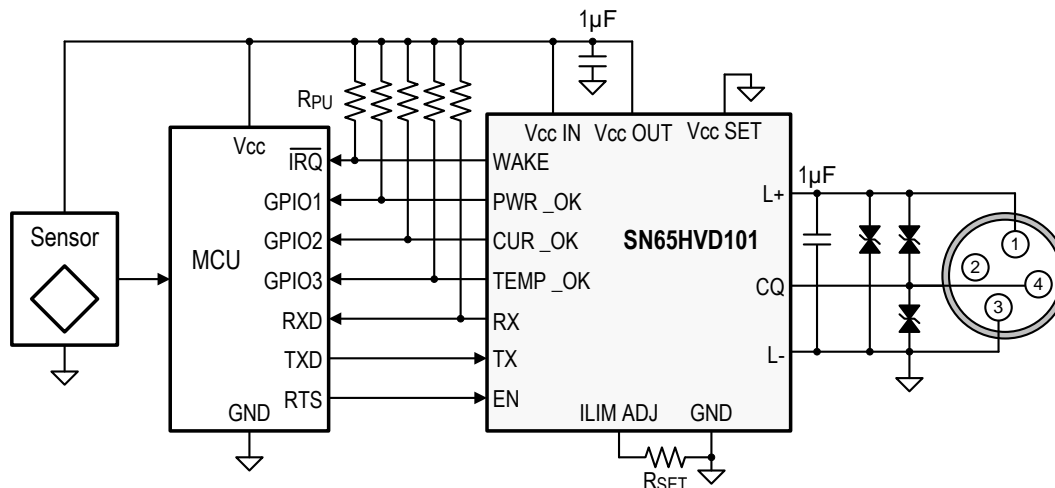 1µF
RPU
Vcc
Vcc IN
Vcc OUT
Vcc SET
IRQ
WAKE
GPIO1
PWR _OK
L+
1µF
Sensor
MCU
GPIO2
CUR _OK
SN65HVD101
1
2
GPIO3
TEMP _OK
CQ
4
3
RXD
RX
TXD
TX
L-
RTS
EN
GND
ILIM ADJ
GND
RSET